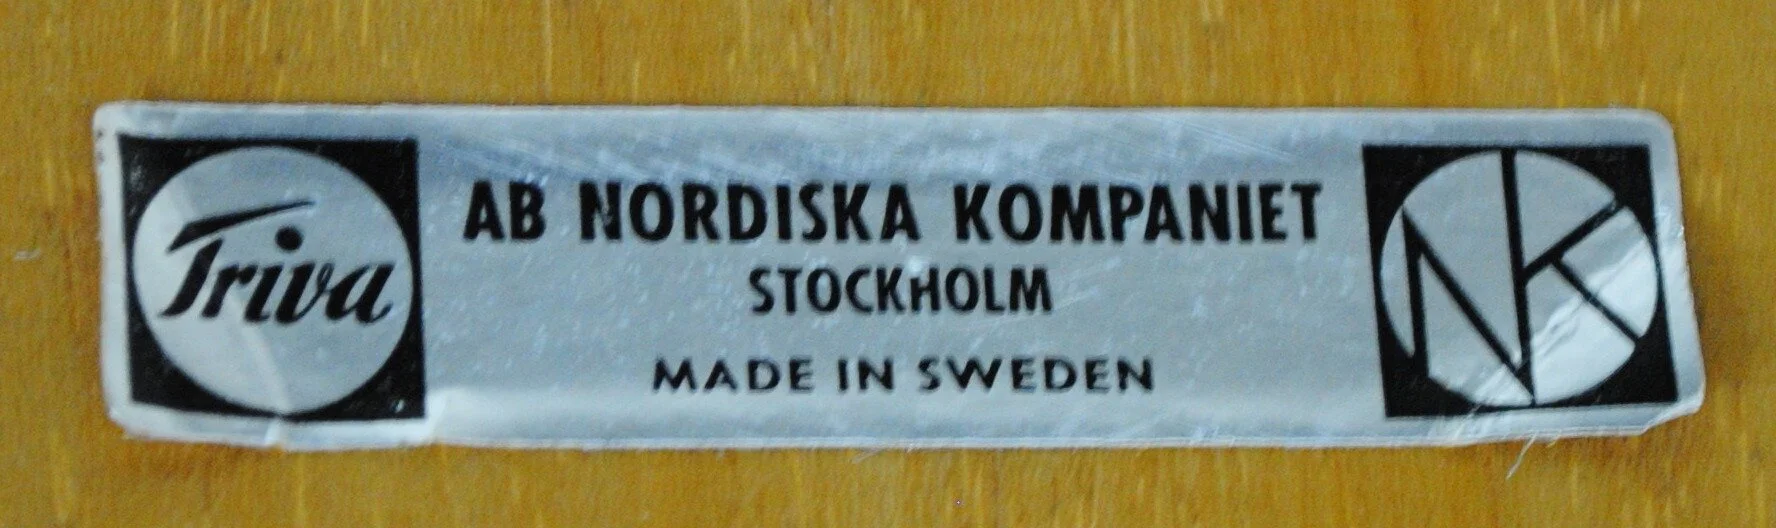 Triva
AB NORDISKA KOMPANIET
STOCKHOLM
MADE IN SWEDEN
NK